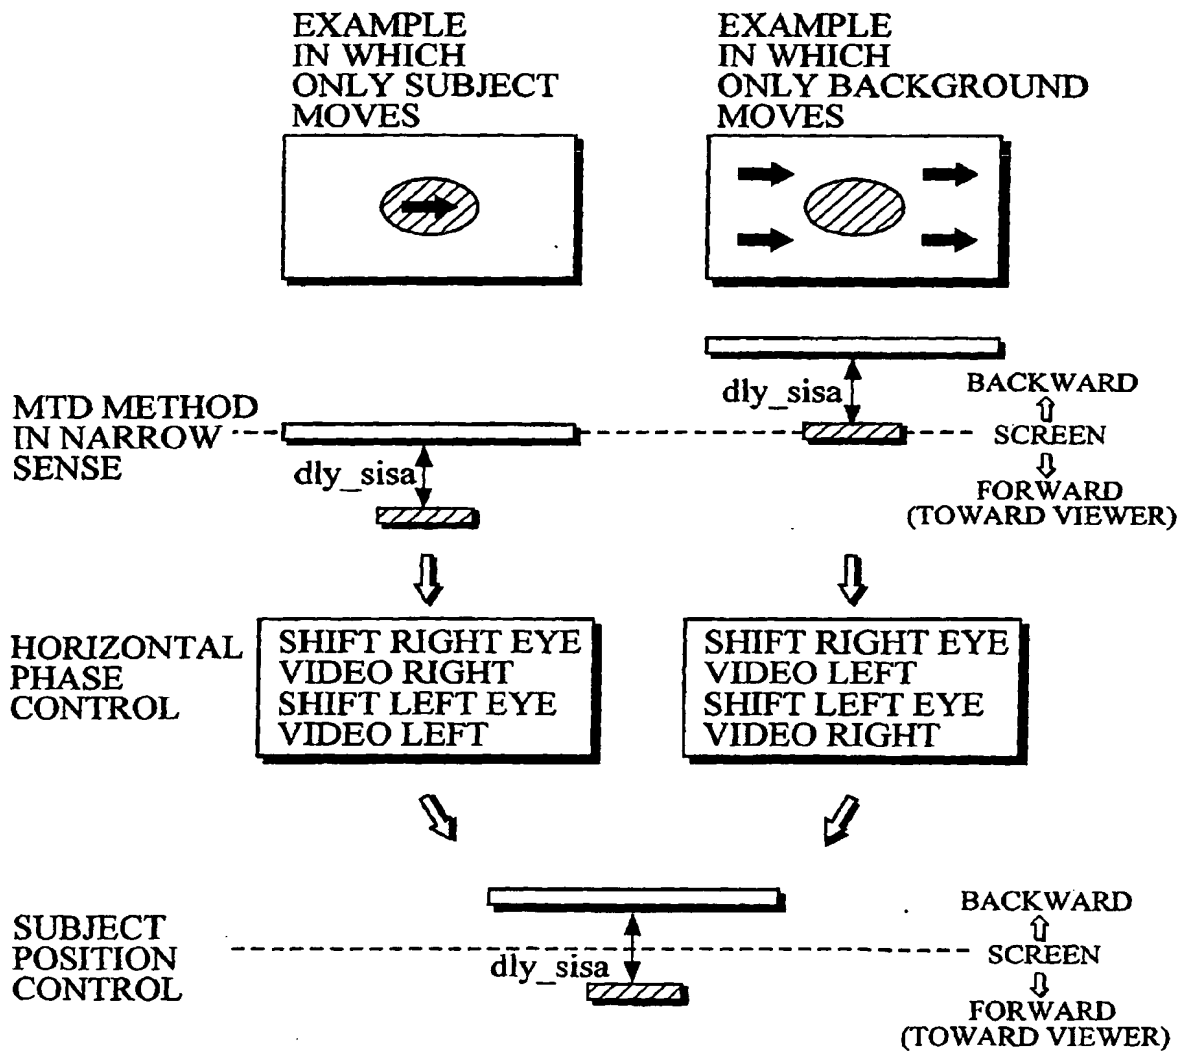 EXAMPLE
IN WHICH
ONLY SUBJECT
MOVES
EXAMPLE
IN WHICH
ONLY BACKGROUND
MOVES
MTD METHOD
IN NARROW
SENSE
dly_sisa
dly_sisa
BACKWARD
SCREEN
FORWARD
(TOWARD VIEWER)
HORIZONTAL
PHASE
CONTROL
SHIFT RIGHT EYE
VIDEO RIGHT
SHIFT LEFT EYE
VIDEO LEFT
SHIFT RIGHT EYE
VIDEO LEFT
SHIFT LEFT EYE
VIDEO RIGHT
SUBJECT
POSITION
CONTROL
dly_sisa
BACKWARD
SCREEN
FORWARD
(TOWARD VIEWER)